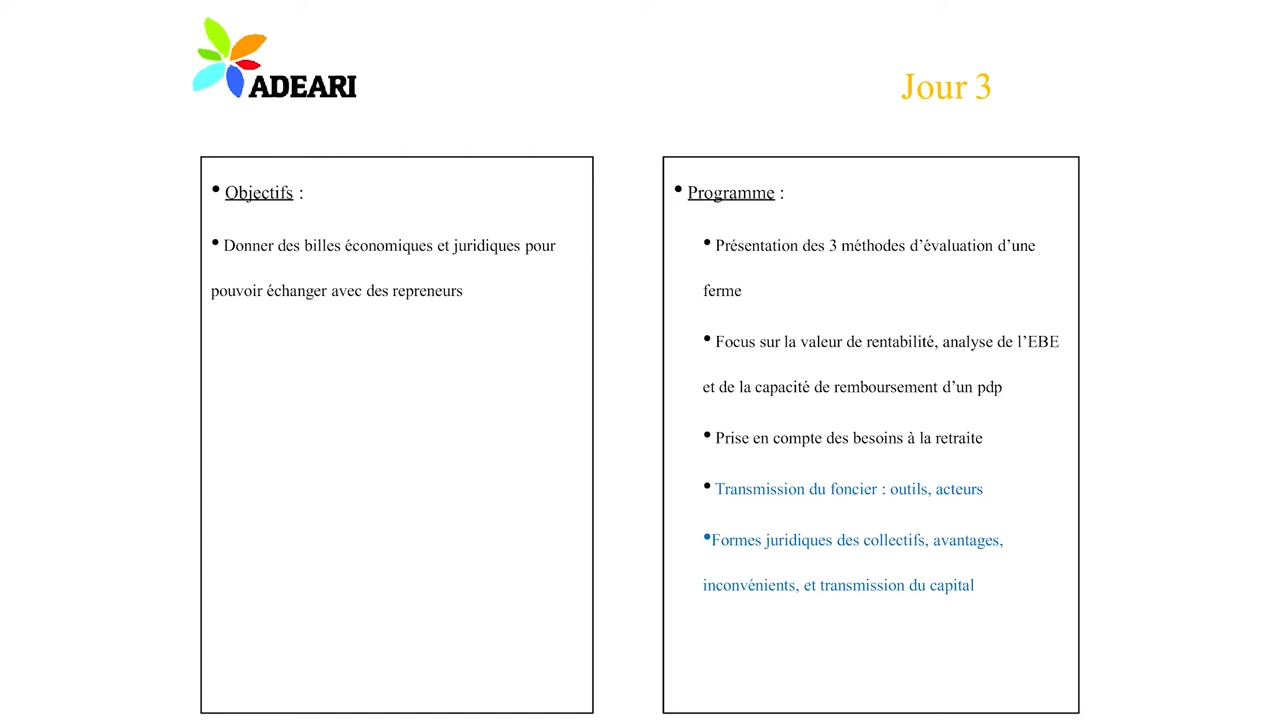 ADEARI
Jour 3
• Objectifs :
• Donner des billes économiques et juridiques pour
pouvoir échanger avec des repreneurs
• Programme :
• Présentation des 3 méthodes d’évaluation d’une
ferme
• Focus sur la valeur de rentabilité, analyse de l’EBE
et de la capacité de remboursement d’un pdp
• Prise en compte des besoins à la retraite
• Transmission du foncier : outils, acteurs
•Formes juridiques des collectifs, avantages,
inconvénients, et transmission du capital